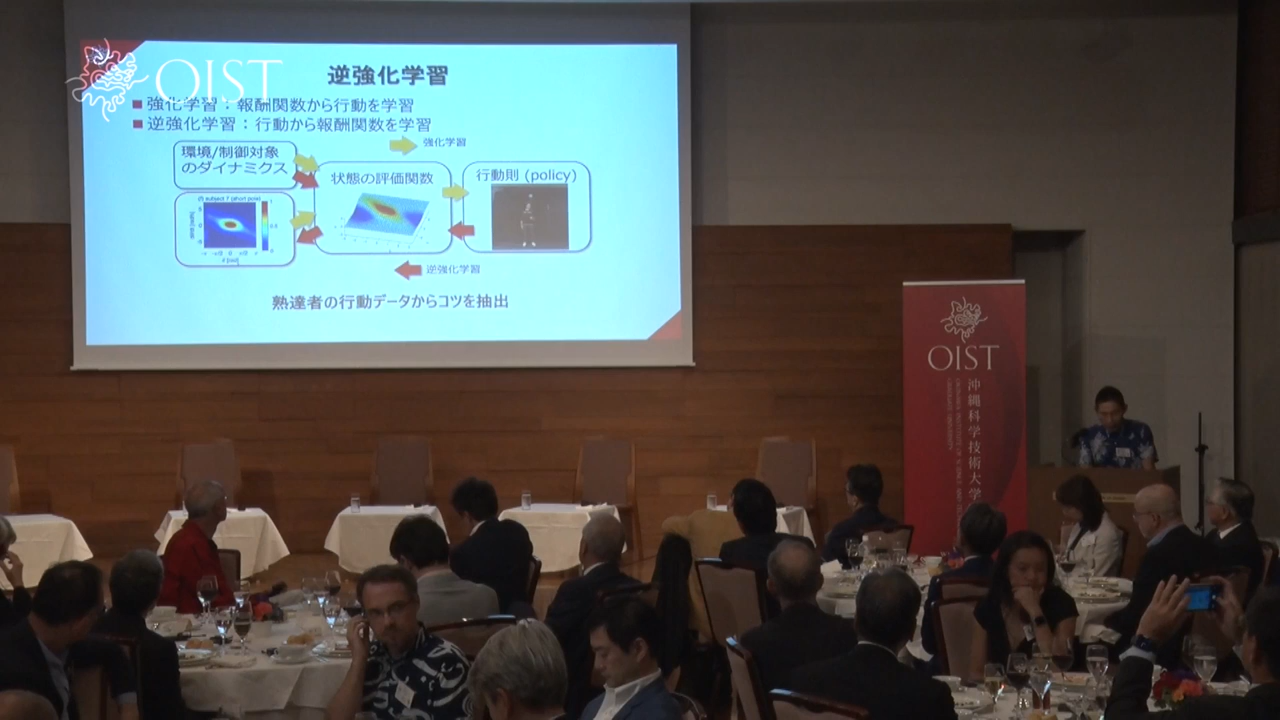 OIST
逆強化学習
強化学習：報酬関数から行動を学習
逆強化学習：行動から報酬関数を学習
強化学習
環境/制御対象
のダイナミクス
状態の評価関数
行動則 (policy)
subject 7 (short pole)
逆強化学習
熟達者の行動データからコツを抽出
OIST
沖縄科学技術大学